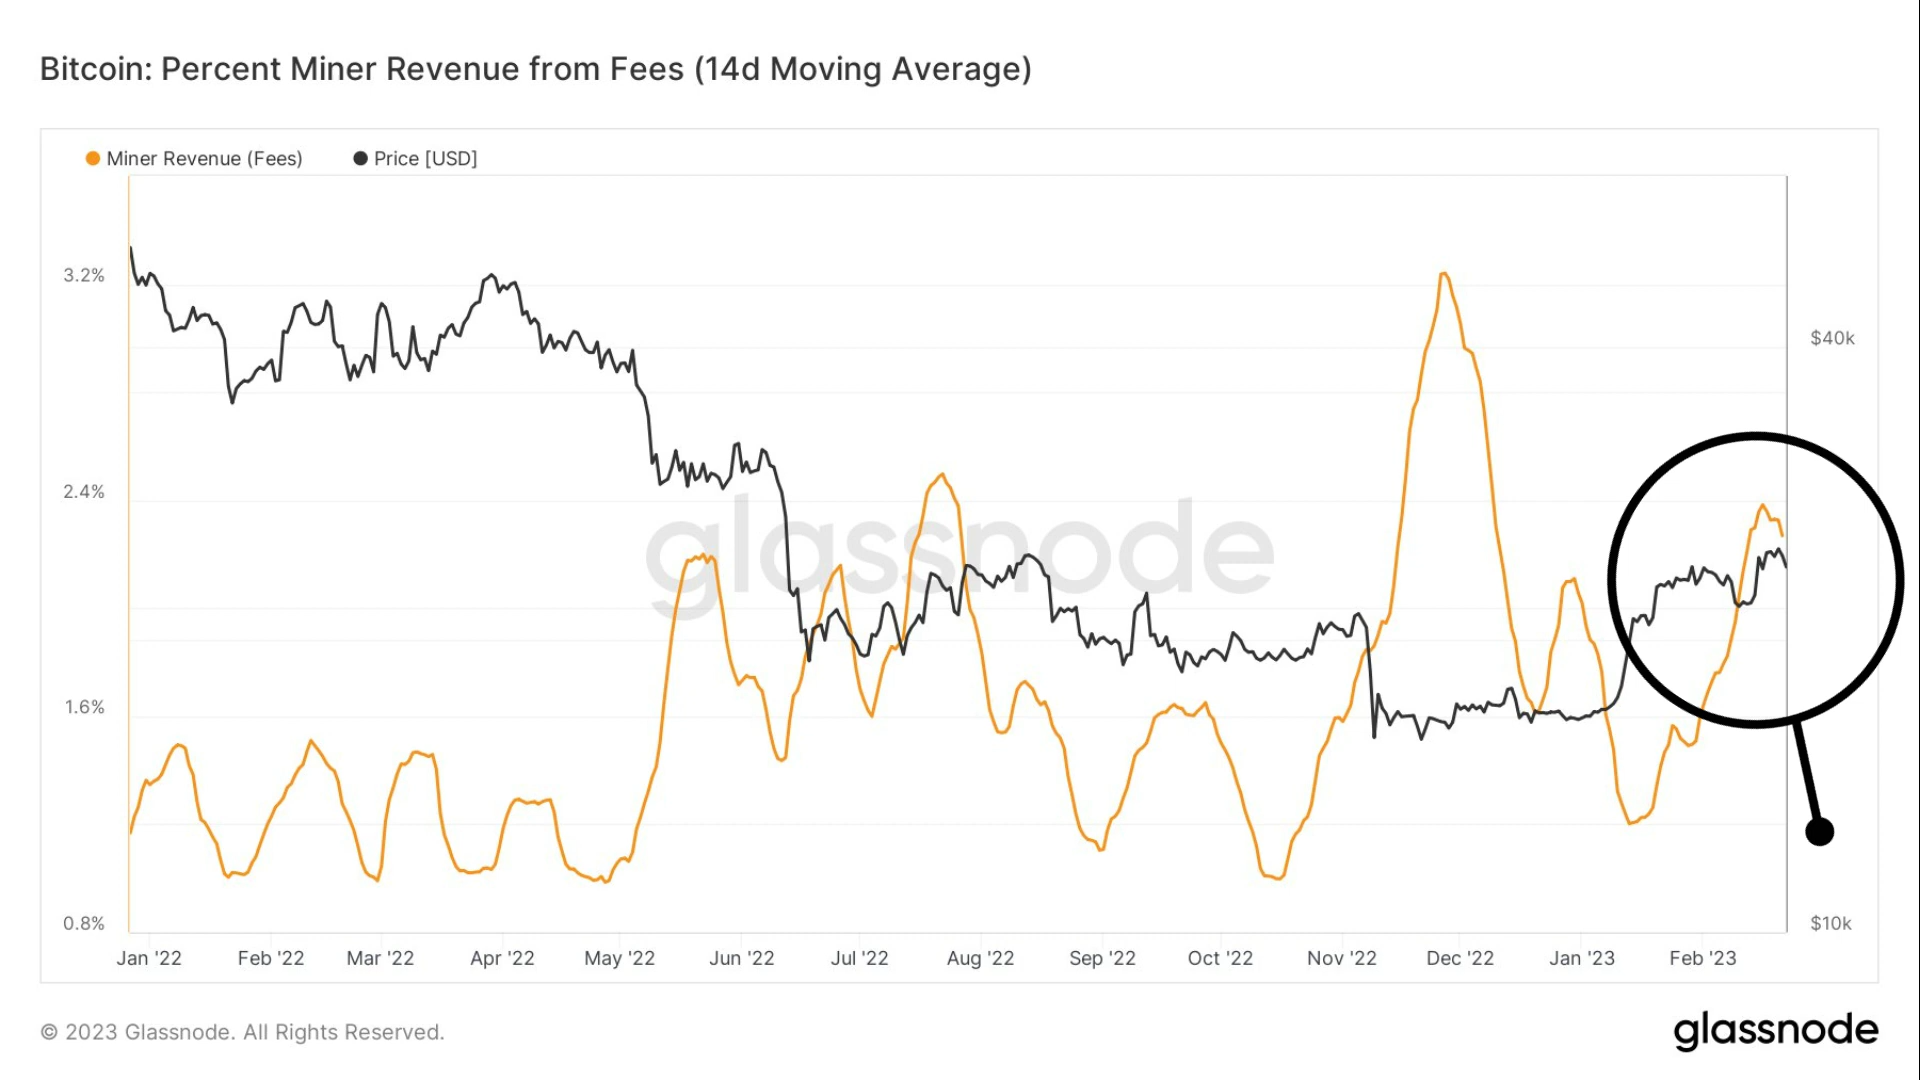 Bitcoin: Percent Miner Revenue from Fees (14d Moving Average)
Miner Revenue (Fees) Price [USD]
3.2%
$40k
2.4%
glassnode
1.6%
0.8%
$10k
Jan '22 Feb '22 Mar '22 Apr '22 May '22 Jun '22 Jul '22 Aug '22 Sep '22 Oct '22 Nov '22 Dec '22 Jan '23 Feb '23
© 2023 Glassnode. All Rights Reserved.
glassnode